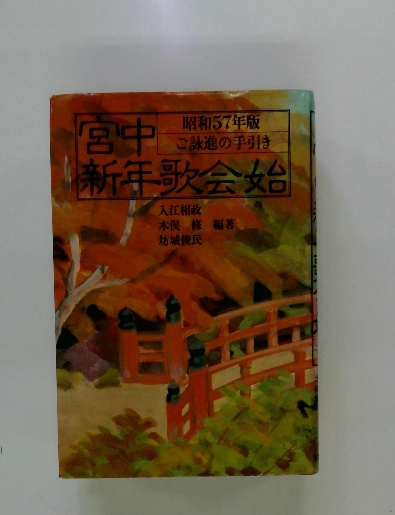 宮中
昭和57年版
ご詠進の手引き
新年歌会始
入江相政
木俣 修 編著
坊城俊民